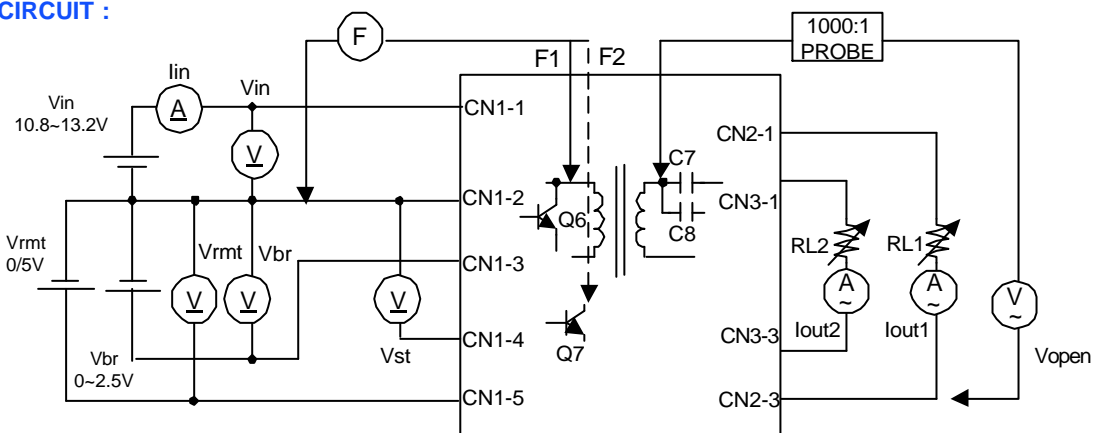 CIRCUIT :
F
F1
F2
1000:1
PROBE
Iin
Vin
Vin
10.8~13.2V
A
CN1-1
CN2-1
V
C7
CN1-2
CN3-1
Q6
C8
Vrmt
0/5V
Vrmt
Vbr
RL2
RL1
CN1-3
V
V
V
A
~
A
~
V
~
CN1-4
CN3-3
Iout2
Iout1
Vst
Q7
Vopen
Vbr
0~2.5V
CN1-5
CN2-3